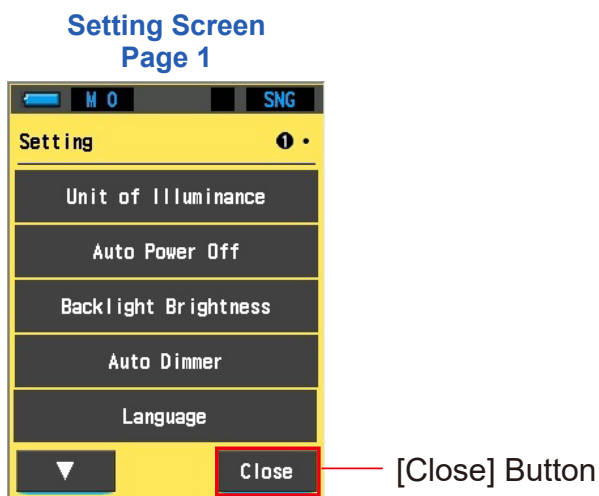 Setting Screen
Page 1
M 0 SNG
Setting ❶ •
Unit of Illuminance
Auto Power Off
Backlight Brightness
Auto Dimmer
Language
▼ Close
[Close] Button